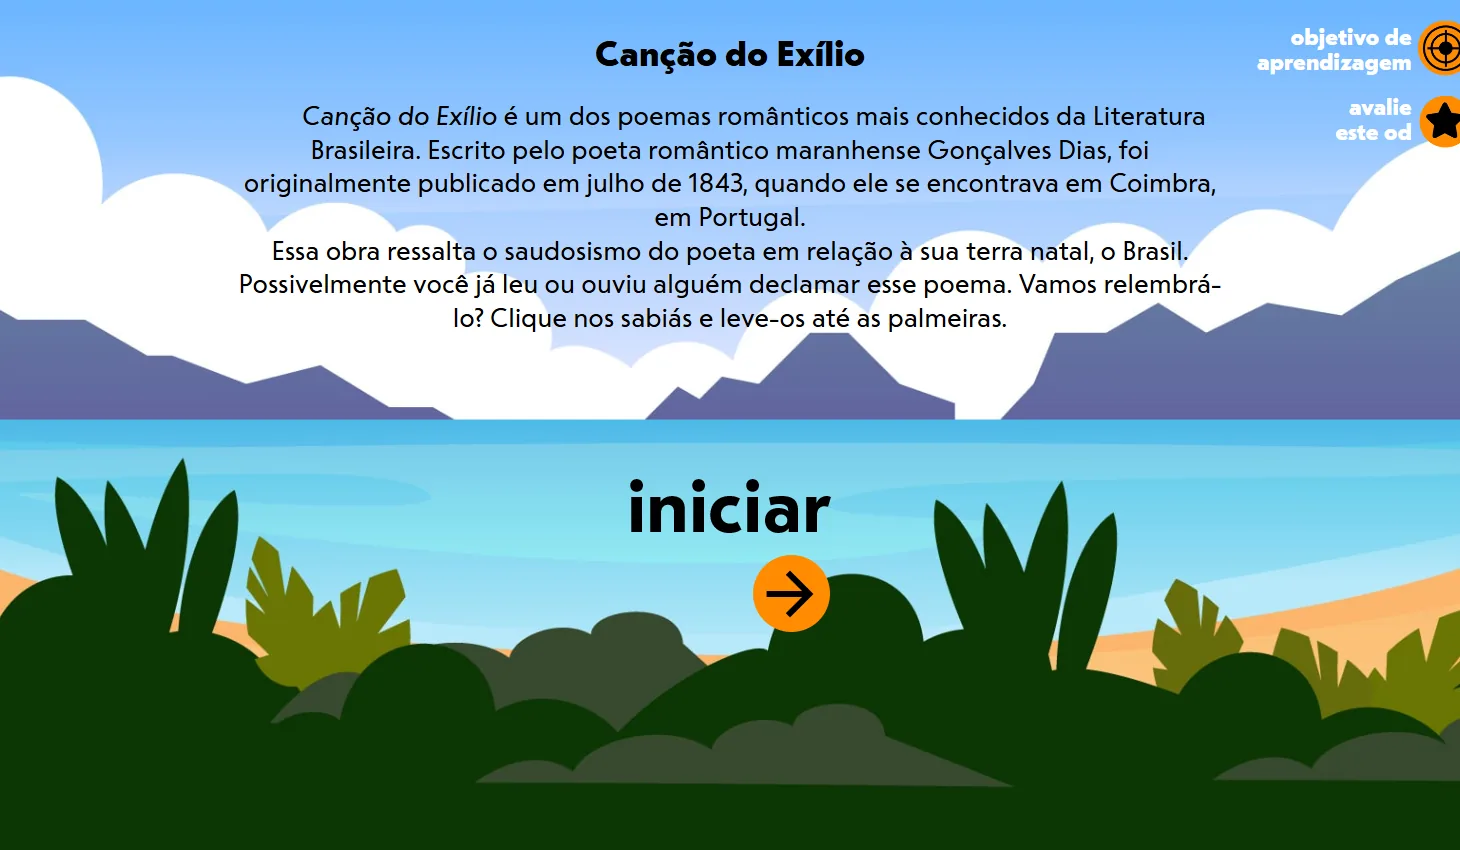 Canção do Exílio
objetivo de
aprendizagem
avalie
este od
Canção do Exílio é um dos poemas românticos mais conhecidos da Literatura
Brasileira. Escrito pelo poeta romântico maranhense Gonçalves Dias, foi
originalmente publicado em julho de 1843, quando ele se encontrava em Coimbra,
em Portugal.
Essa obra ressalta o saudosismo do poeta em relação à sua terra natal, o Brasil.
Possivelmente você já leu ou ouviu alguém declamar esse poema. Vamos relembrá-
lo? Clique nos sabiás e leve-os até as palmeiras.
iniciar